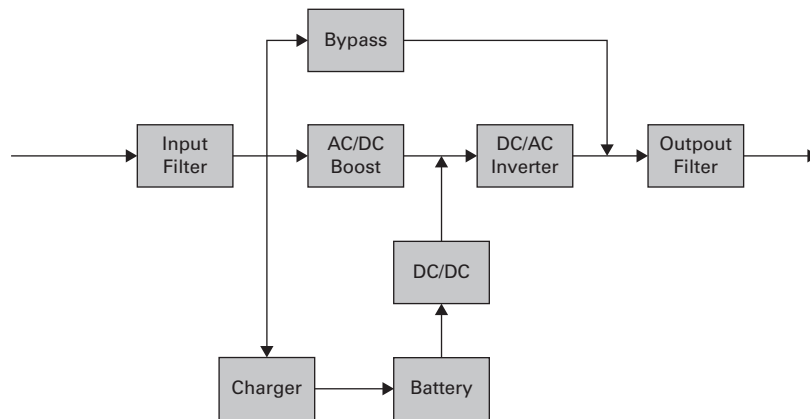 Bypass
Input
Filter
AC/DC
Boost
DC/AC
Inverter
Outpout
Filter
DC/DC
Charger
Battery